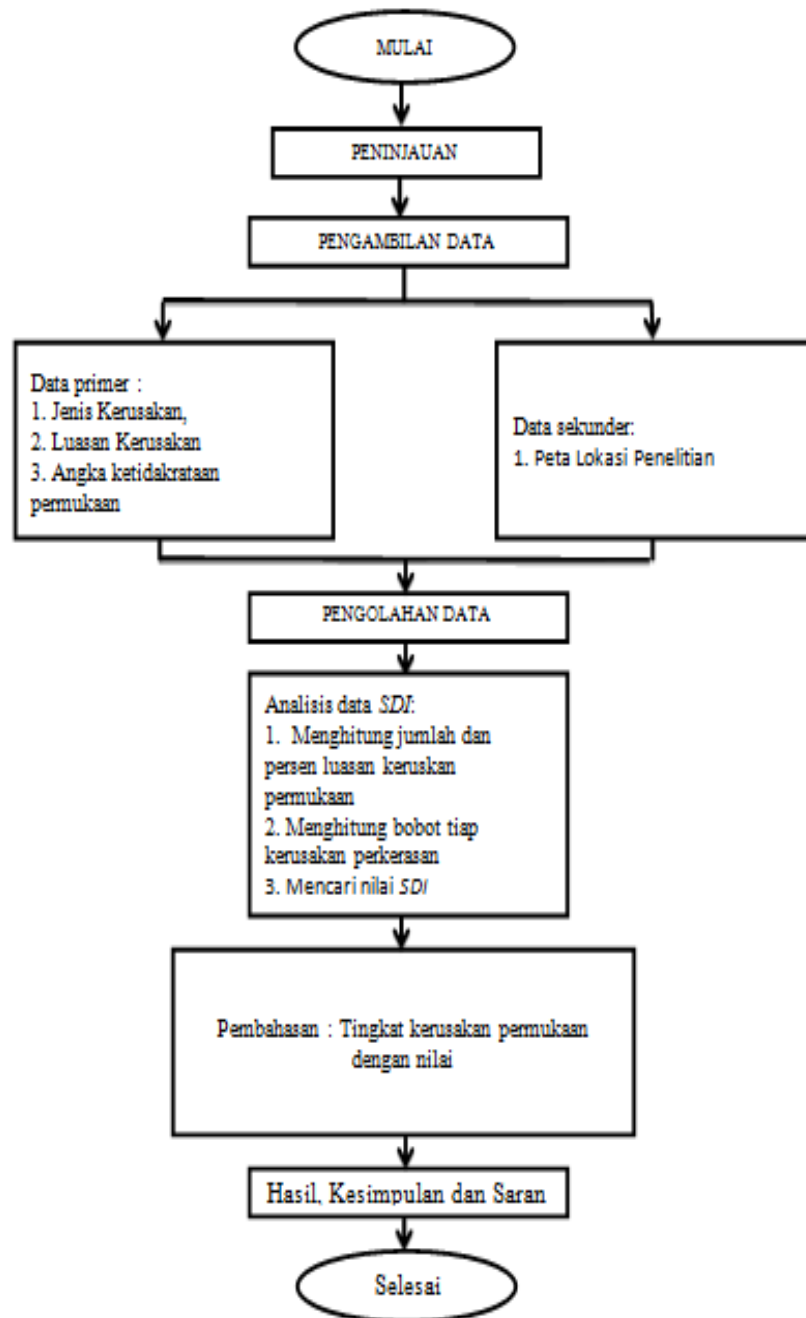 MULAI
PENINJAUAN
PENGAMBILAN DATA
Data primer :
1. Jenis Kerusakan,
2. Luasan Kerusakan
3. Angka ketidakrataan
permukaan
Data sekunder:
1. Peta Lokasi Penelitian
PENGOLAHAN DATA
Analisis data SDI:
1. Menghitung jumlah dan
persen luasan keruskan
permukaan
2. Menghitung bobot tiap
kerusakan perkerasan
3. Mencari nilai SDI
Pembahasan : Tingkat kerusakan permukaan
dengan nilai
Hasil, Kesimpulan dan Saran
Selesai